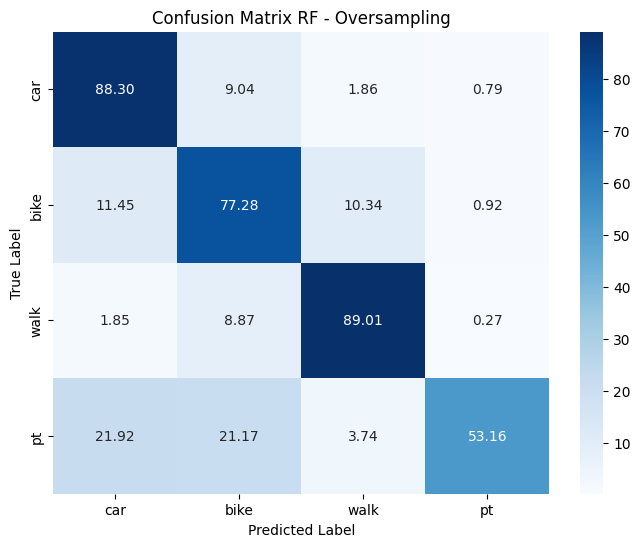 Confusion Matrix RF - Oversampling
car 88.30 9.04 1.86 0.79
bike 11.45 77.28 10.34 0.92
walk 1.85 8.87 89.01 0.27
pt 21.92 21.17 3.74 53.16
car bike walk pt
Predicted Label
True Label
80
70
60
50
40
30
20
10